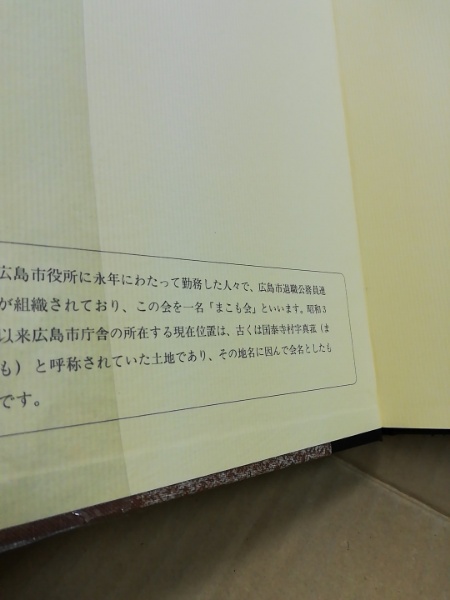 広島市役所に永年にわたって勤務した人々で、広島市退職公務員連
が組織されており、この会を一名「まこも会」といいます。昭和3
以来広島市庁舎の所在する現在位置は、古くは国泰寺村字真菰（ま
も）と呼称されていた土地であり、その地名に因んで会名としたも
です。